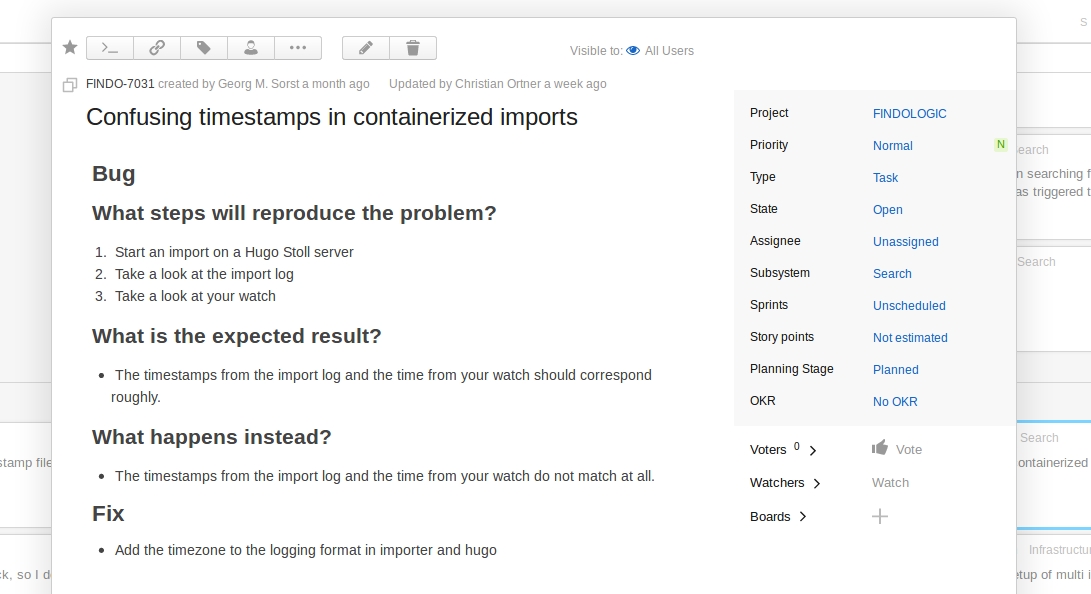 S
Visible to: All Users
FINDO-7031 created by Georg M. Sorst a month ago Updated by Christian Ortner a week ago
Confusing timestamps in containerized imports
Bug
What steps will reproduce the problem?
1. Start an import on a Hugo Stoll server
2. Take a look at the import log
3. Take a look at your watch
What is the expected result?
• The timestamps from the import log and the time from your watch should correspond
roughly.
What happens instead?
• The timestamps from the import log and the time from your watch do not match at all.
Fix
• Add the timezone to the logging format in importer and hugo
Project FINDOLOGIC
Priority Normal N
Type Task
State Open
Assignee Unassigned
Subsystem Search
Sprints Unscheduled
Story points Not estimated
Planning Stage Planned
OKR No OKR
Voters 0 Vote
Watchers Watch
Boards
stamp file
ck, so I d
earch
n searching f
as triggered t
Search
Search
ontainerized
Infrastructu
etup of multi i